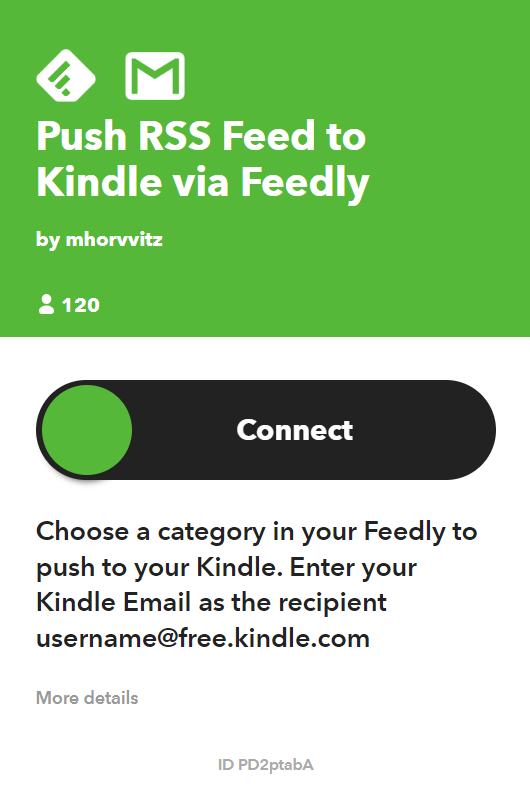 Push RSS Feed to
Kindle via Feedly
by mhorvvitz
120
Connect
Choose a category in your Feedly to
push to your Kindle. Enter your
Kindle Email as the recipient
username@free.kindle.com
More details
ID PD2ptabA